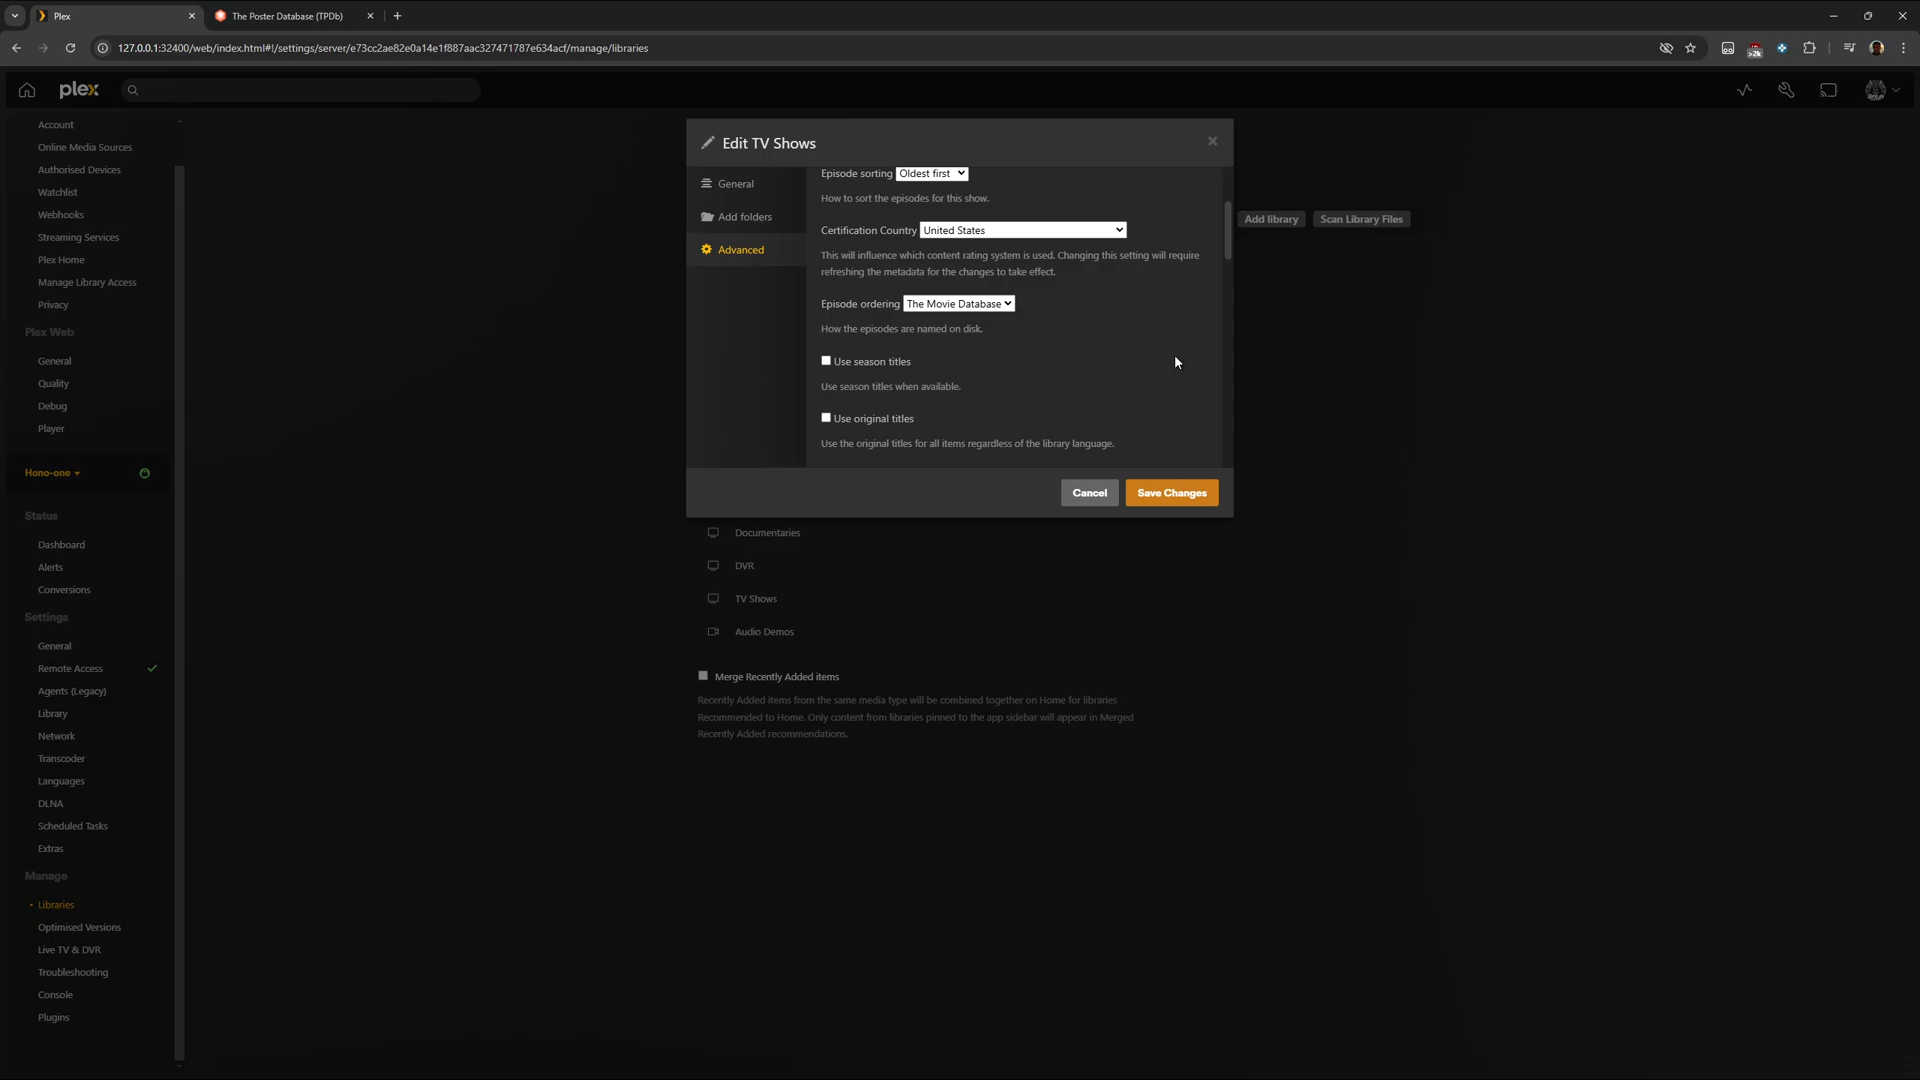 Plex
The Poster Database (TPDb)
127.0.0.1:32400/web/index.html#!/settings/server/e73cc2ae82e0a14e1f887aac327471787e634acf/manage/libraries
>2k
plex
Account
Online Media Sources
Authorised Devices
Watchlist
Webhooks
Streaming Services
Plex Home
Manage Library Access
Privacy
Plex Web
General
Quality
Debug
Player
Hono-one
Status
Dashboard
Alerts
Conversions
Settings
General
Remote Access
Agents (Legacy)
Library
Network
Transcoder
Languages
DLNA
Scheduled Tasks
Extras
Manage
Libraries
Optimised Versions
Live TV & DVR
Troubleshooting
Console
Plugins
Edit TV Shows
General
Add folders
Advanced
Episode sorting Oldest first
How to sort the episodes for this show.
Certification Country United States
This will influence which content rating system is used. Changing this setting will require
refreshing the metadata for the changes to take effect.
Episode ordering The Movie Database
How the episodes are named on disk.
Use season titles
Use season titles when available.
Use original titles
Use the original titles for all items regardless of the library language.
Cancel
Save Changes
Add library
Scan Library Files
Documentaries
DVR
TV Shows
Audio Demos
Merge Recently Added items
Recently Added items from the same media type will be combined together on Home for libraries
Recommended to Home. Only content from libraries pinned to the app sidebar will appear in Merged
Recently Added recommendations.